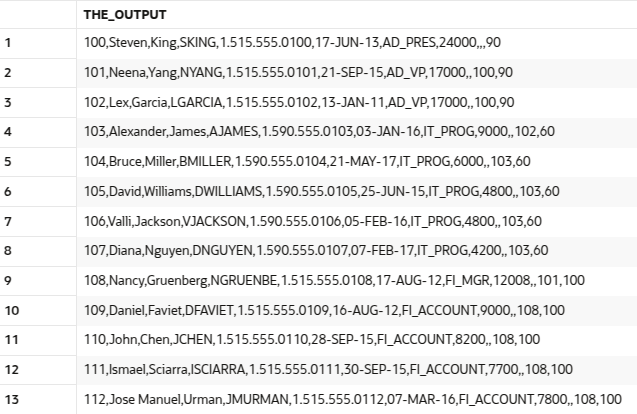 THE_OUTPUT
1 100,Steven,King,SKING,1.515.555.0100,17-JUN-13,AD_PRES,24000,,,90
2 101,Neena,Yang,NYANG,1.515.555.0101,21-SEP-15,AD_VP,17000,,100,90
3 102,Lex,Garcia,LGARCIA,1.515.555.0102,13-JAN-11,AD_VP,17000,,100,90
4 103,Alexander,James,AJAMES,1.590.555.0103,03-JAN-16,IT_PROG,9000,,102,60
5 104,Bruce,Miller,BMILLER,1.590.555.0104,21-MAY-17,IT_PROG,6000,,103,60
6 105,David,Williams,DWILLIAMS,1.590.555.0105,25-JUN-15,IT_PROG,4800,,103,60
7 106,Valli,Jackson,VJACKSON,1.590.555.0106,05-FEB-16,IT_PROG,4800,,103,60
8 107,Diana,Nguyen,DNGUYEN,1.590.555.0107,07-FEB-17,IT_PROG,4200,,103,60
9 108,Nancy,Gruenberg,NGRUENBE,1.515.555.0108,17-AUG-12,FI_MGR,12008,,101,100
10 109,Daniel,Faviet,DFAVIET,1.515.555.0109,16-AUG-12,FI_ACCOUNT,9000,,108,100
11 110,John,Chen,JCHEN,1.515.555.0110,28-SEP-15,FI_ACCOUNT,8200,,108,100
12 111,Ismael,Sciarra,ISCIARRA,1.515.555.0111,30-SEP-15,FI_ACCOUNT,7700,,108,100
13 112,Jose Manuel,Urman,JMURMAN,1.515.555.0112,07-MAR-16,FI_ACCOUNT,7800,,108,100